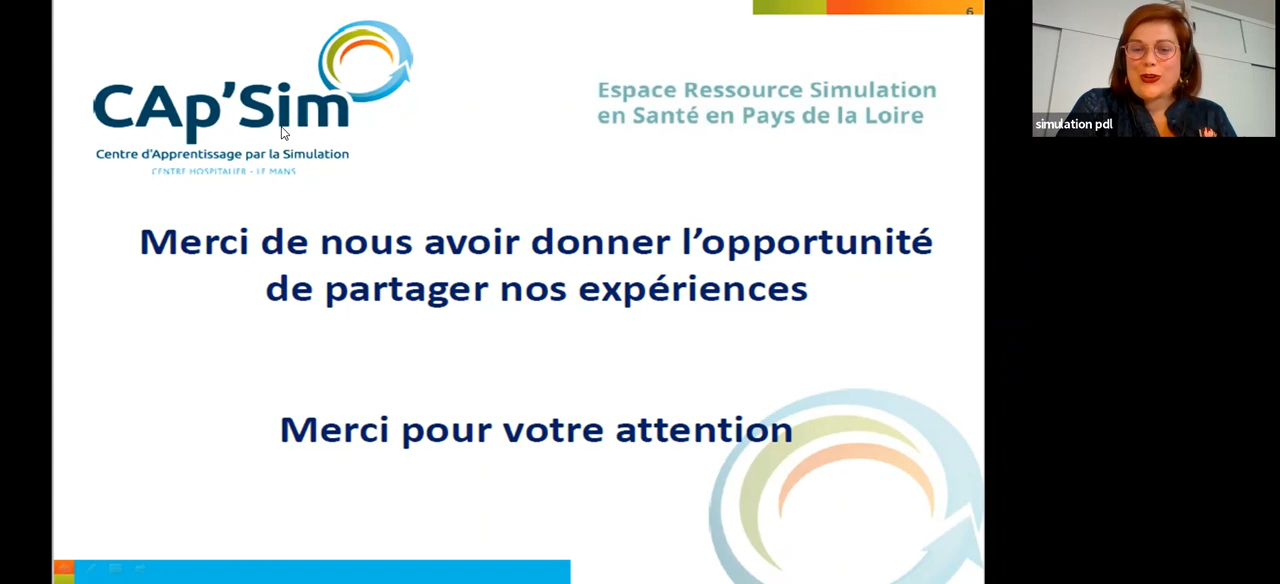 6
CAp'Sim
Centre d'Apprentissage par la Simulation
CENTRE HOSPITALIER - LE MANS
Espace Ressource Simulation
en Santé en Pays de la Loire
simulation pdl
Merci de nous avoir donner l'opportunité
de partager nos expériences
Merci pour votre attention